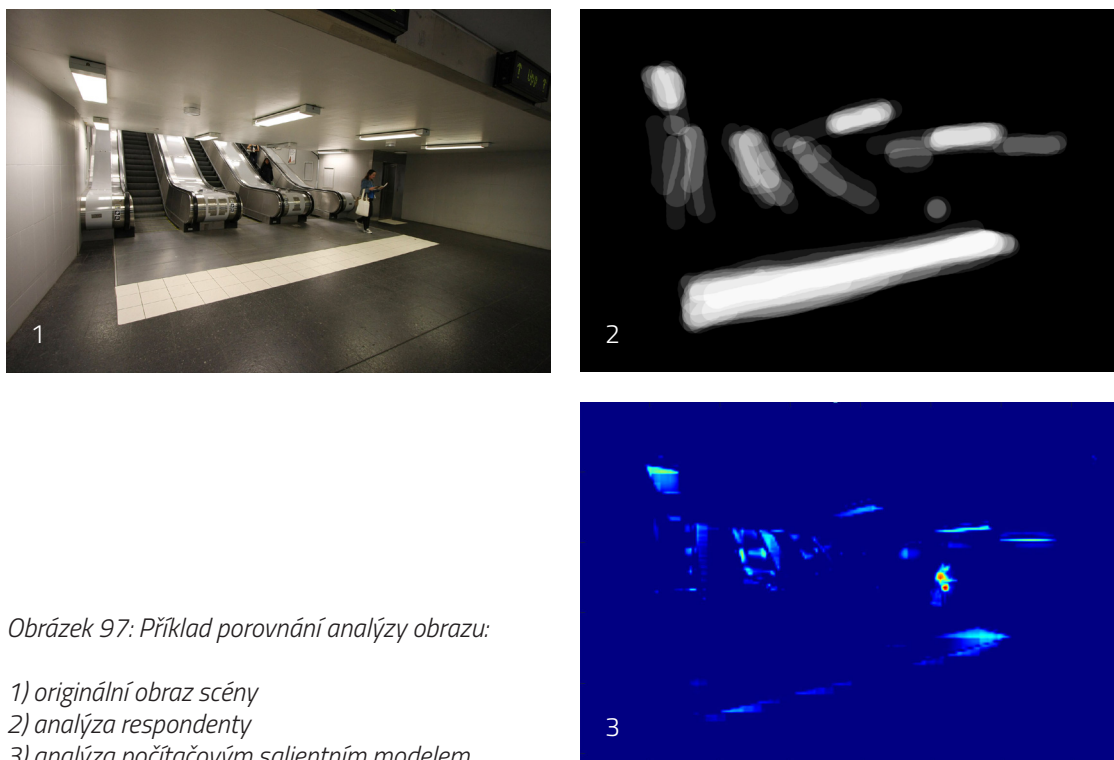 ? Upp ?
1
2
3
Obrázek 97: Příklad porovnání analýzy obrazu:
1) originální obraz scény
2) analýza respondenty
3) analýza počítačovým salientním modelem